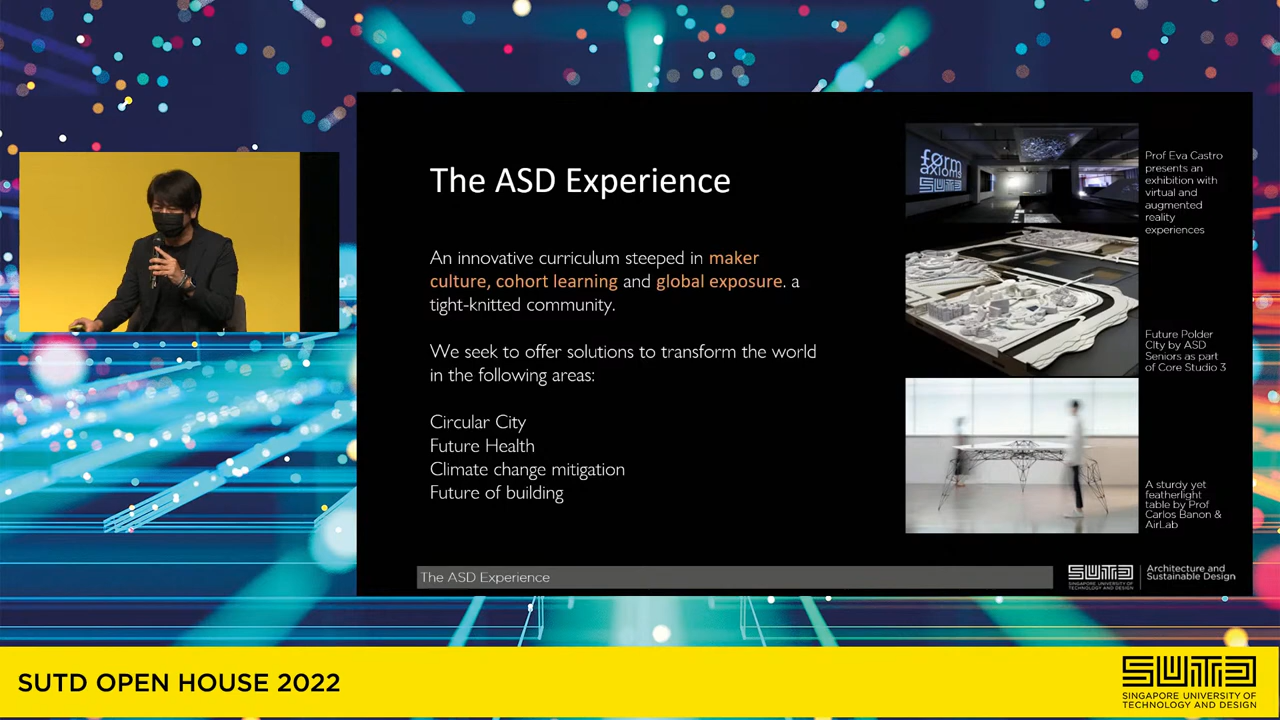 The ASD Experience
An innovative curriculum steeped in maker
culture, cohort learning and global exposure. a
tight-knitted community.
We seek to offer solutions to transform the world
in the following areas:
Circular City
Future Health
Climate change mitigation
Future of building
form
axioms
SUTD
Prof Eva Castro
presents an
exhibition with
virtual and
augmented
reality
experiences
Future Polder
CIty by ASD
Seniors as part
of Core Studio 3
A sturdy yet
featherlight
table by Prof
Carlos Banon &
AirLab
The ASD Experience
SUTD
SINGAPORE UNIVERSITY OF
TECHNOLOGY AND DESIGN
Architecture and
Sustainable Design
SUTD OPEN HOUSE 2022
SUTD
SINGAPORE UNIVERSITY OF
TECHNOLOGY AND DESIGN